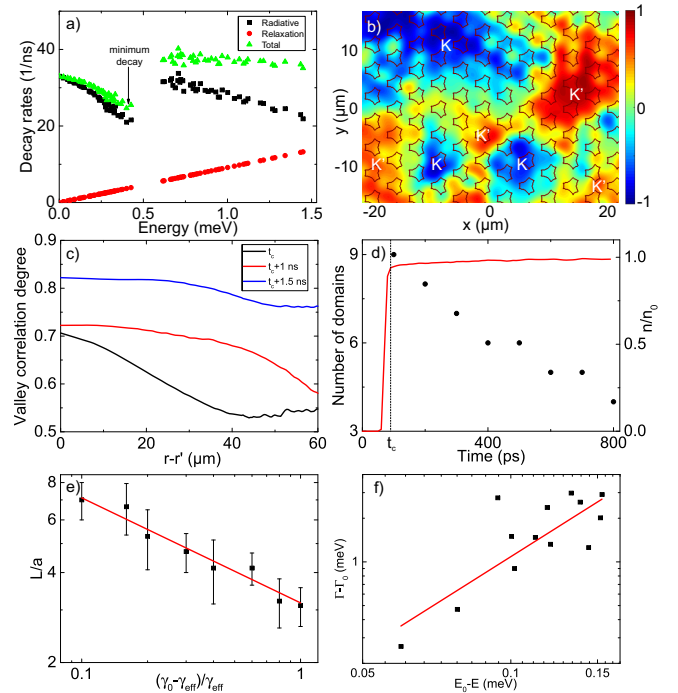 a)
Radiative
Relaxation
Total
minimum
decay
40
20
0
0.0
0.5
1.0
1.5
Decay rates (1/ns)
Energy (meV)
b)
K
K'
K'
K
K
K'
K'
10
0
-10
-20
0
20
y (μm)
x (μm)
1
0
-1
c)
t_c
t_c+1 ns
t_c+1.5 ns
0.9
0.8
0.7
0.6
0.5
0
20
40
60
Valley correlation degree
r-r' (μm)
d)
9
6
3
0
t_c
400
800
1.0
0.5
0.0
Number of domains
n/n_0
Time (ps)
e)
8
6
4
2
0.1
1
L/a
(γ_0-γ_eff)/γ_eff
f)
1
0.05
0.1
0.15
Γ-Γ_0 (meV)
E_0-E (meV)